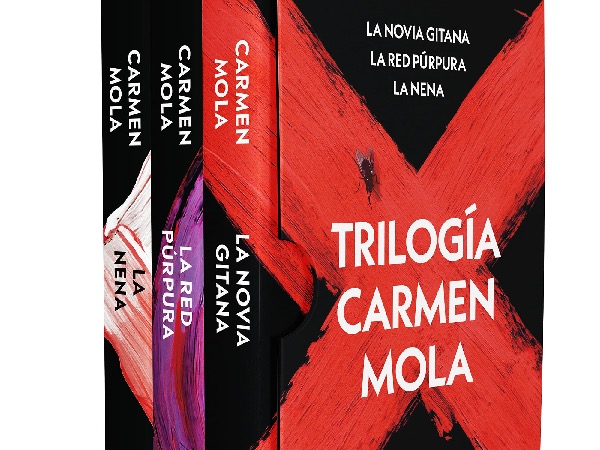 CARMEN
MOLA
LA
NENA
CARMEN
MOLA
LA RED
PÚRPURA
CARMEN
MOLA
LA NOVIA
GITANA
LA NOVIA GITANA
LA RED PÚRPURA
LA NENA
TRILOGÍA
CARMEN
MOLA